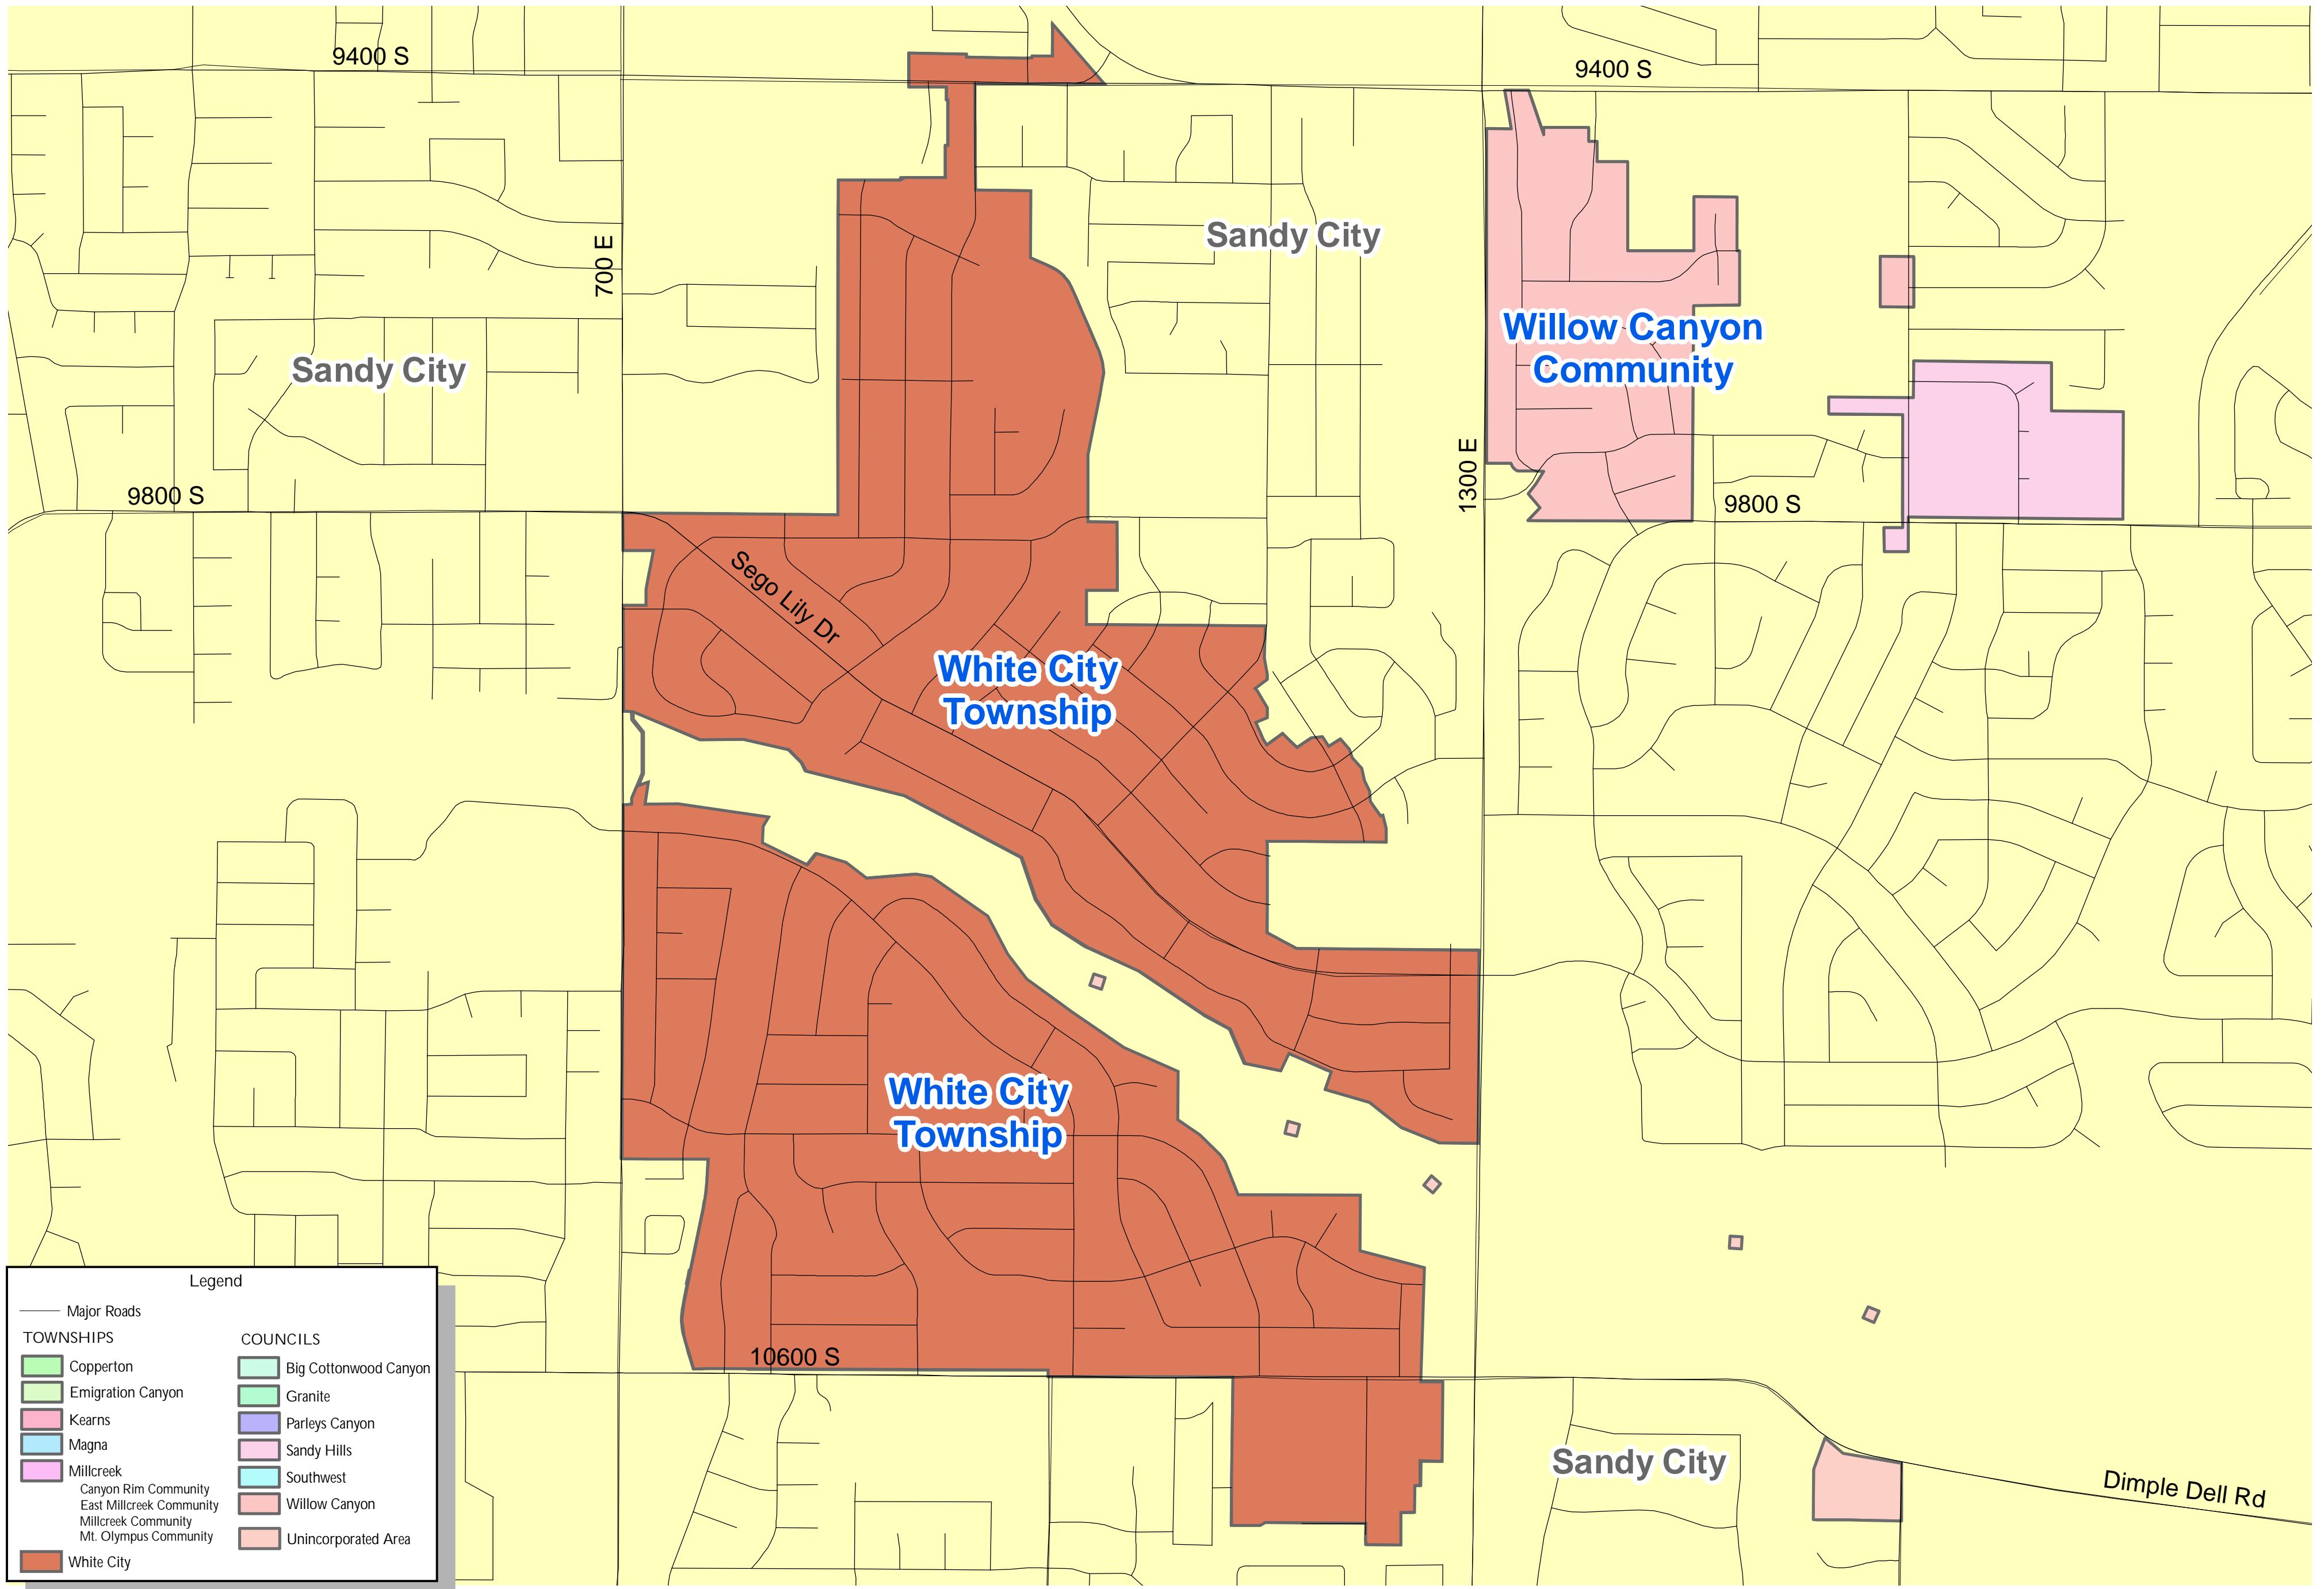 9400 S
9400 S
Sandy City
700 E
Willow Canyon
Community
Sandy City
1300 E
9800 S
9800 S
Sego Lily Dr
White City
Township
White City
Township
10600 S
Sandy City
Dimple Dell Rd
Legend
Major Roads
TOWNSHIPS
Copperton
Emigration Canyon
Kearns
Magna
Millcreek
Canyon Rim Community
East Millcreek Community
Millcreek Community
Mt. Olympus Community
White City
COUNCILS
Big Cottonwood Canyon
Granite
Parleys Canyon
Sandy Hills
Southwest
Willow Canyon
Unincorporated Area